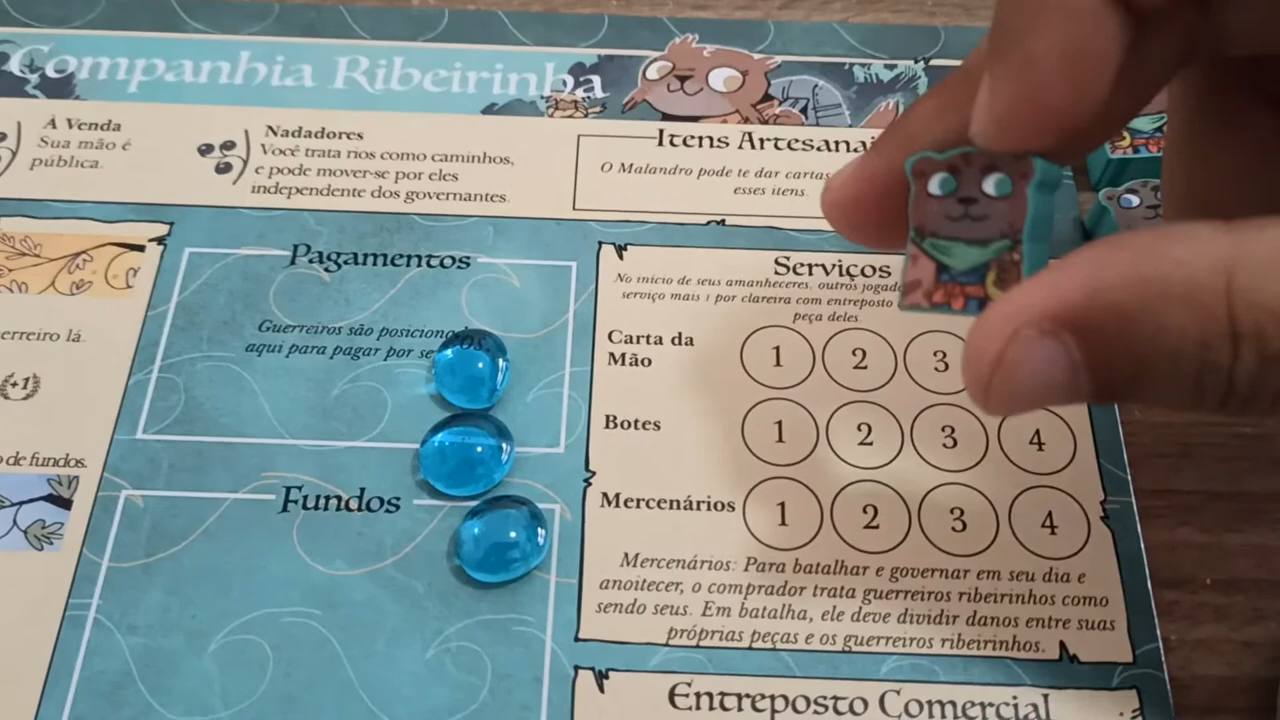 Companhia Ribeirinha
À Venda
Sua mão é
pública.
Nadadores
Você trata rios como caminhos,
e pode mover-se por eles
independente dos governantes.
Itens Artesanai
O Malandro pode te dar cartas
esses itens.
erreiro lá.
+1
de fundos.
Pagamentos
Guerreiros são posicionados
aqui para pagar por se
Fundos
Serviços
No início de seus amanheceres, outros jogad
serviço mais 1 por clareira com entreposto
peça deles.
Carta da
Mão
1 2 3
Botes
1 2 3 4
Mercenários
1 2 3 4
Mercenários: Para batalhar e governar em seu dia e
anoitecer, o comprador trata guerreiros ribeirinhos como
sendo seus. Em batalha, ele deve dividir danos entre suas
próprias peças e os guerreiros ribeirinhos.
Entreposto Comercial